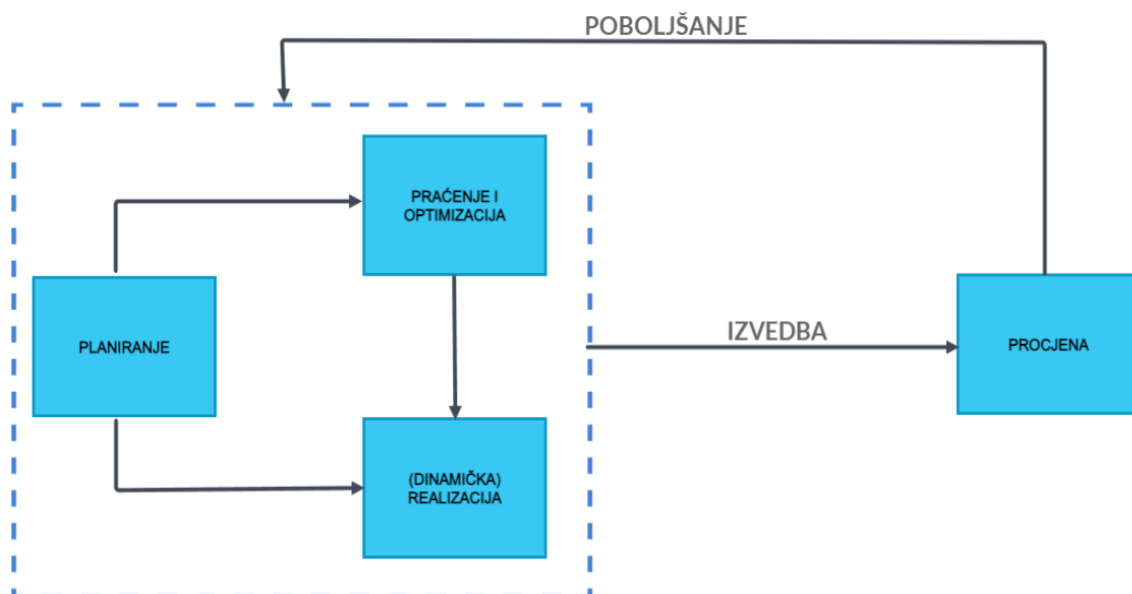 POBOLJŠANJE
PRAĆENJE I
OPTIMIZACIJA
PLANIRANJE
IZVEDBA
PROCJENA
(DINAMIČKA)
REALIZACIJA